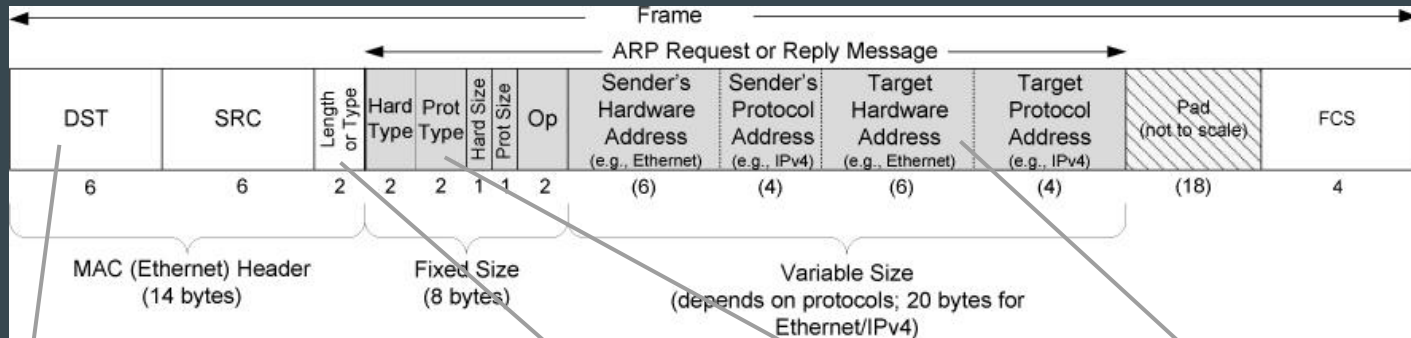 Frame
ARP Request or Reply Message
DST
SRC
Length
or Type
Hard
Type
Prot
Type
Hard Size
Prot Size
Op
Sender's
Hardware
Address
(e.g., Ethernet)
Sender's
Protocol
Address
(e.g., IPv4)
Target
Hardware
Address
(e.g., Ethernet)
Target
Protocol
Address
(e.g., IPv4)
Pad
(not to scale)
FCS
6 6 2 2 2 1 1 2 (6) (4) (6) (4) (18) 4
MAC (Ethernet) Header
(14 bytes)
Fixed Size
(8 bytes)
Variable Size
(depends on protocols; 20 bytes for
Ethernet/IPv4)